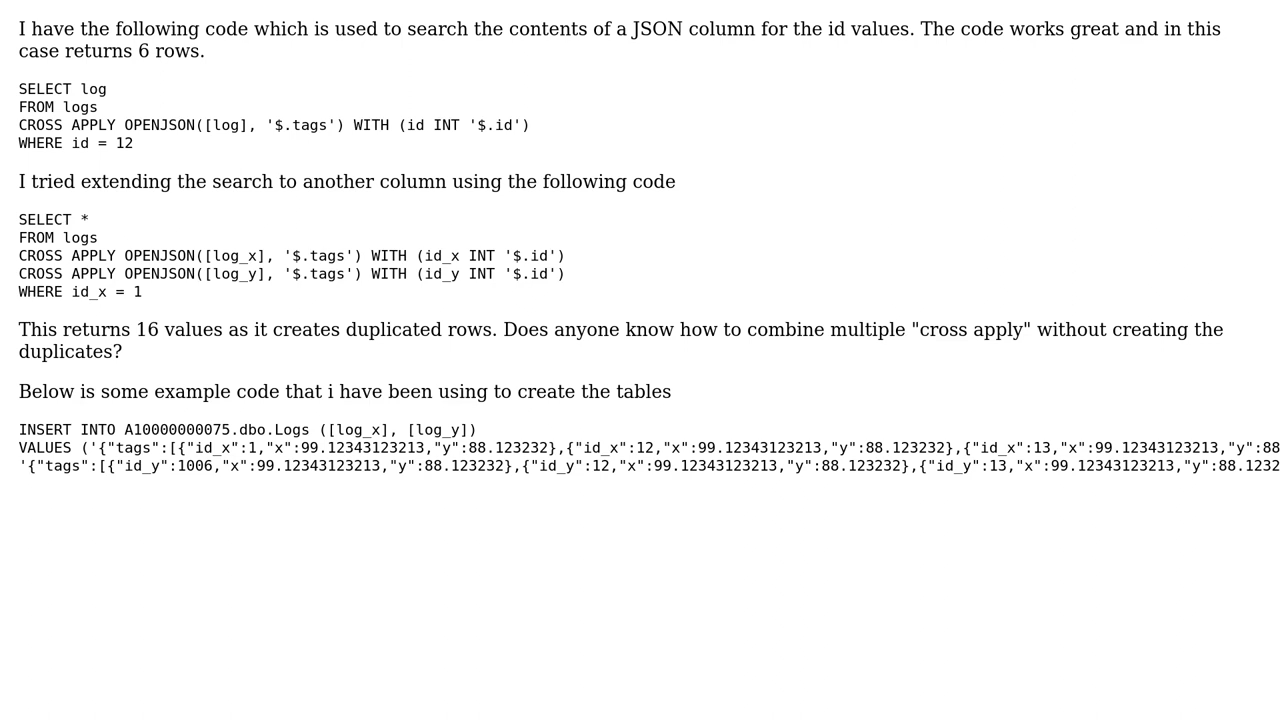 I have the following code which is used to search the contents of a JSON column for the id values. The code works great and in this
case returns 6 rows.
SELECT log
FROM logs
CROSS APPLY OPENJSON([log], '$.tags') WITH (id INT '$.id')
WHERE id = 12
I tried extending the search to another column using the following code
SELECT *
FROM logs
CROSS APPLY OPENJSON([log_x], '$.tags') WITH (id_x INT '$.id')
CROSS APPLY OPENJSON([log_y], '$.tags') WITH (id_y INT '$.id')
WHERE id_x = 1
This returns 16 values as it creates duplicated rows. Does anyone know how to combine multiple "cross apply" without creating the
duplicates?
Below is some example code that i have been using to create the tables
INSERT INTO A10000000075.dbo.Logs ([log_x], [log_y])
VALUES ('{"tags":[{"id_x":1,"x":99.12343123213,"y":88.123232},{"id_x":12,"x":99.12343123213,"y":88.123232},{"id_x":13,"x":99.12343123213,"y":88
'{"tags":[{"id_y":1006,"x":99.12343123213,"y":88.123232},{"id_y":12,"x":99.12343123213,"y":88.123232},{"id_y":13,"x":99.12343123213,"y":88.1232